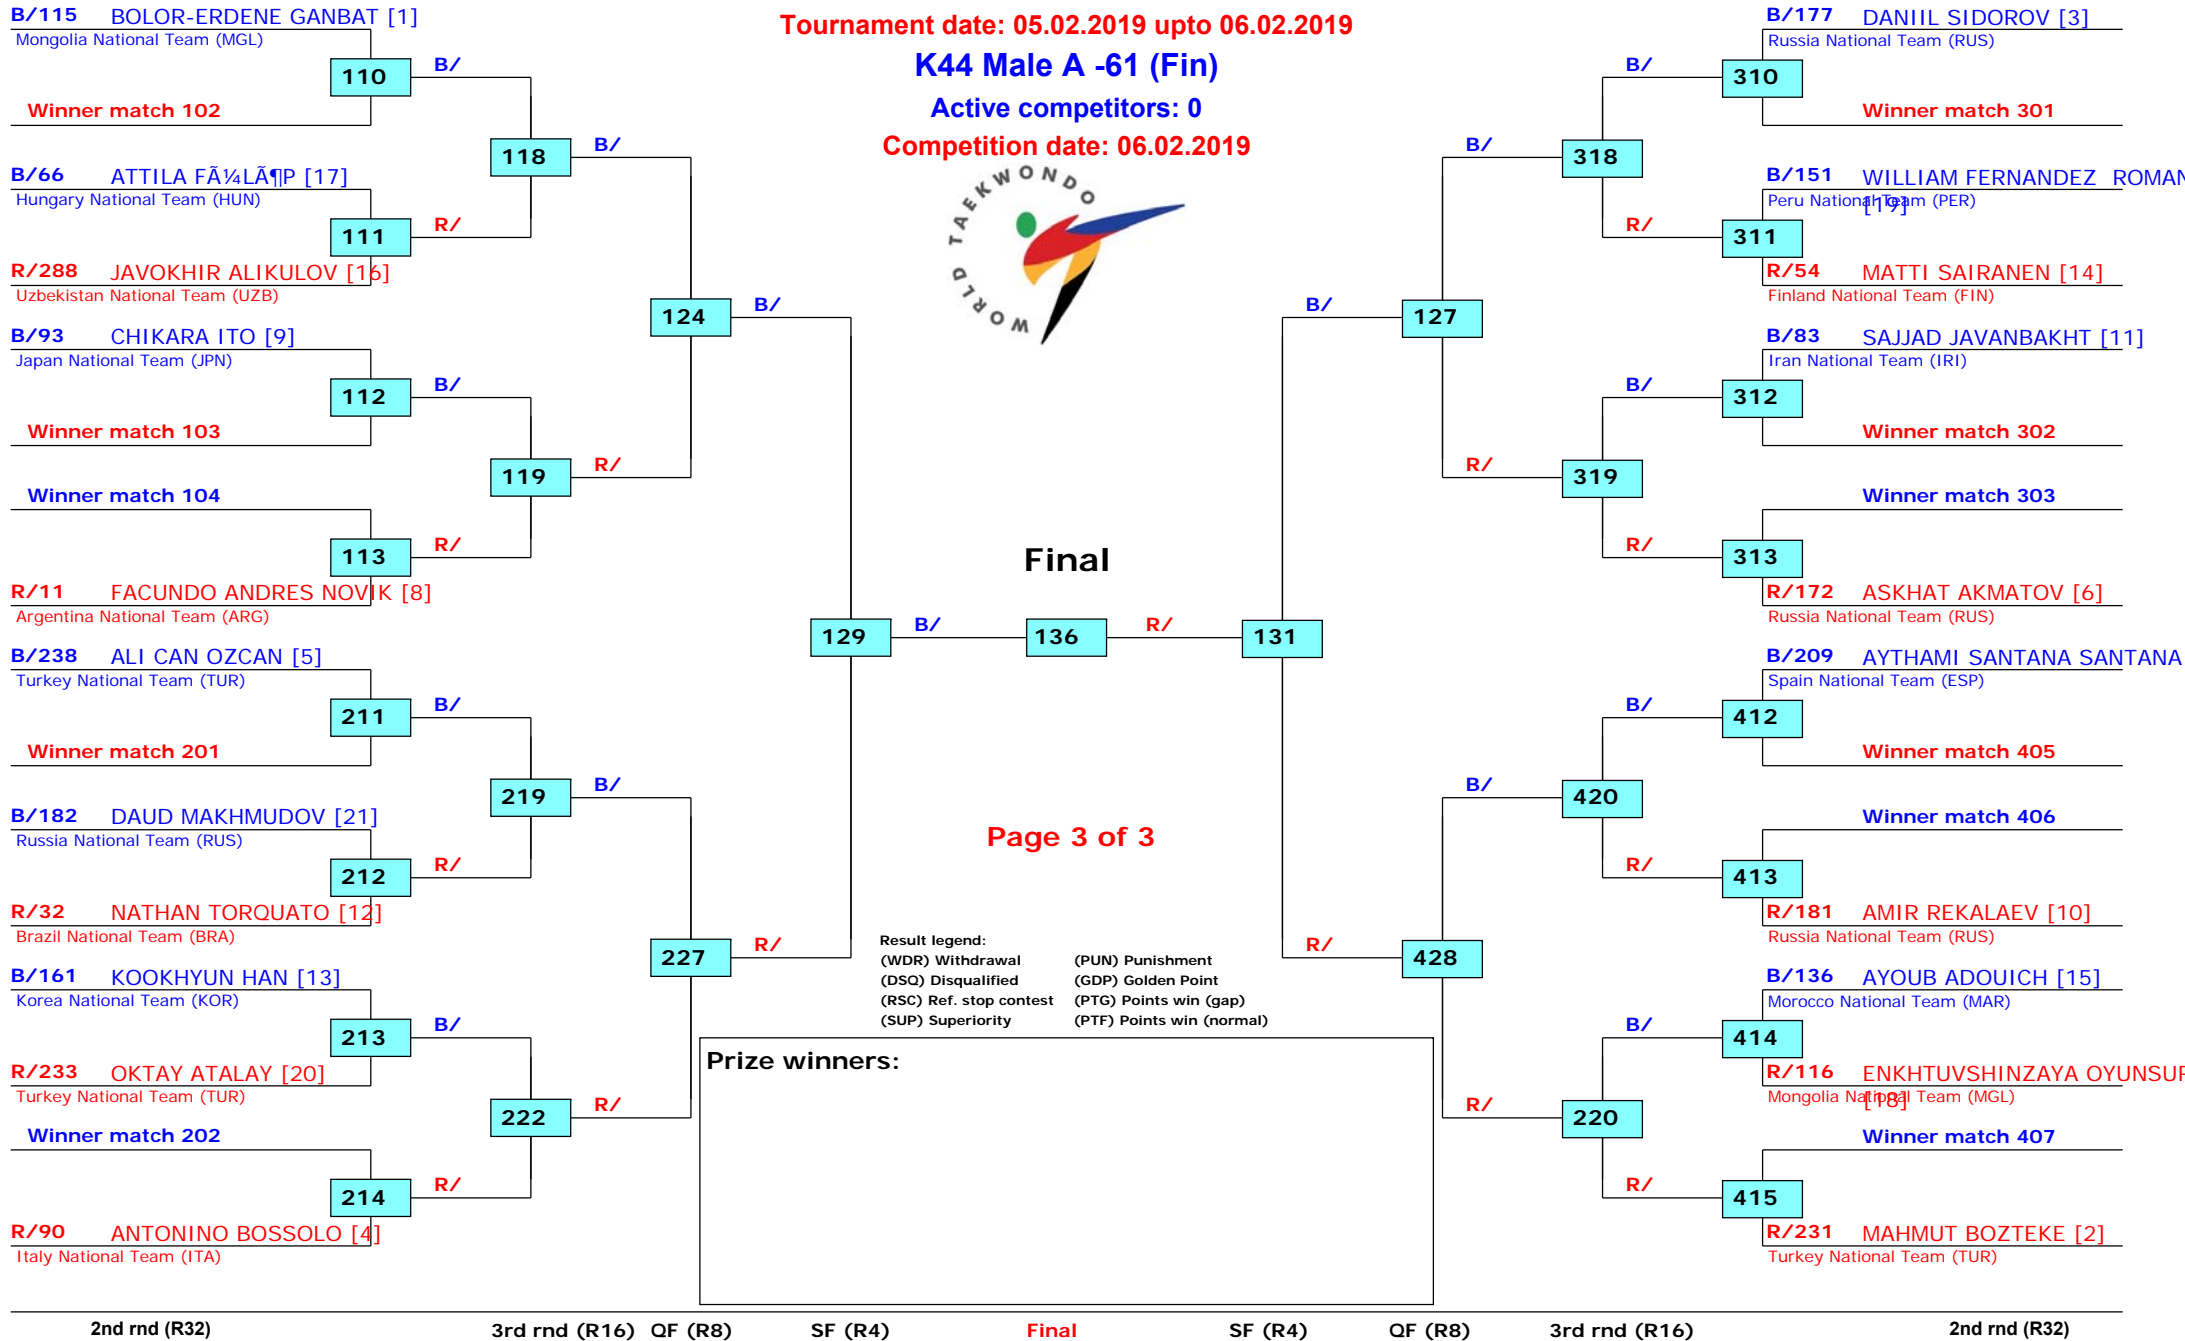 Tournament date: 05.02.2019 upto 06.02.2019
K44 Male A -61 (Fin)
Active competitors: 0
Competition date: 06.02.2019
WORLD TAEKWONDO
B/115 BOLOR-ERDENE GANBAT [1]
Mongolia National Team (MGL)
110 B/
Winner match 102
118 B/
B/66 ATTILA FÃ¼LÃ¶P [17]
Hungary National Team (HUN)
111 R/
R/288 JAVOKHIR ALIKULOV [16]
Uzbekistan National Team (UZB)
124 B/
B/93 CHIKARA ITO [9]
Japan National Team (JPN)
112 B/
Winner match 103
119 R/
Winner match 104
113 R/
R/11 FACUNDO ANDRES NOVIK [8]
Argentina National Team (ARG)
129 B/
B/238 ALI CAN OZCAN [5]
Turkey National Team (TUR)
211 B/
Winner match 201
219 B/
B/182 DAUD MAKHMUDOV [21]
Russia National Team (RUS)
212 R/
R/32 NATHAN TORQUATO [12]
Brazil National Team (BRA)
227 R/
B/161 KOOKHYUN HAN [13]
Korea National Team (KOR)
213 B/
R/233 OKTAY ATALAY [20]
Turkey National Team (TUR)
222 R/
Winner match 202
214 R/
R/90 ANTONINO BOSSOLO [4]
Italy National Team (ITA)
Final
136
Page 3 of 3
Result legend:
(WDR) Withdrawal (PUN) Punishment
(DSQ) Disqualified (GDP) Golden Point
(RSC) Ref. stop contest (PTG) Points win (gap)
(SUP) Superiority (PTF) Points win (normal)
Prize winners:
B/177 DANIIL SIDOROV [3]
Russia National Team (RUS)
B/ 310
Winner match 301
B/ 318
B/151 WILLIAM FERNANDEZ ROMAN
[19]
Peru National Team (PER)
R/ 311
R/54 MATTI SAIRANEN [14]
Finland National Team (FIN)
B/ 127
B/83 SAJJAD JAVANBAKHT [11]
Iran National Team (IRI)
B/ 312
Winner match 302
R/ 319
Winner match 303
R/ 313
R/172 ASKHAT AKMATOV [6]
Russia National Team (RUS)
R/ 131
B/209 AYTHAMI SANTANA SANTANA
Spain National Team (ESP)
B/ 412
Winner match 405
B/ 420
Winner match 406
R/ 413
R/181 AMIR REKALAEV [10]
Russia National Team (RUS)
R/ 428
B/136 AYOUB ADOUICH [15]
Morocco National Team (MAR)
B/ 414
R/116 ENKHTUVSHINZAYA OYUNSUR
[18]
Mongolia National Team (MGL)
R/ 220
Winner match 407
R/ 415
R/231 MAHMUT BOZTEKE [2]
Turkey National Team (TUR)
2nd rnd (R32) 3rd rnd (R16) QF (R8) SF (R4) Final SF (R4) QF (R8) 3rd rnd (R16) 2nd rnd (R32)